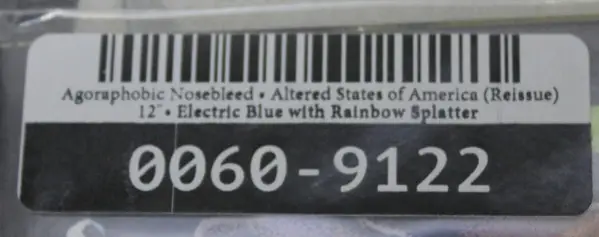 Agoraphobic Nosebleed • Altered States of America (Reissue)
12" • Electric Blue with Rainbow Splatter
0060-9122